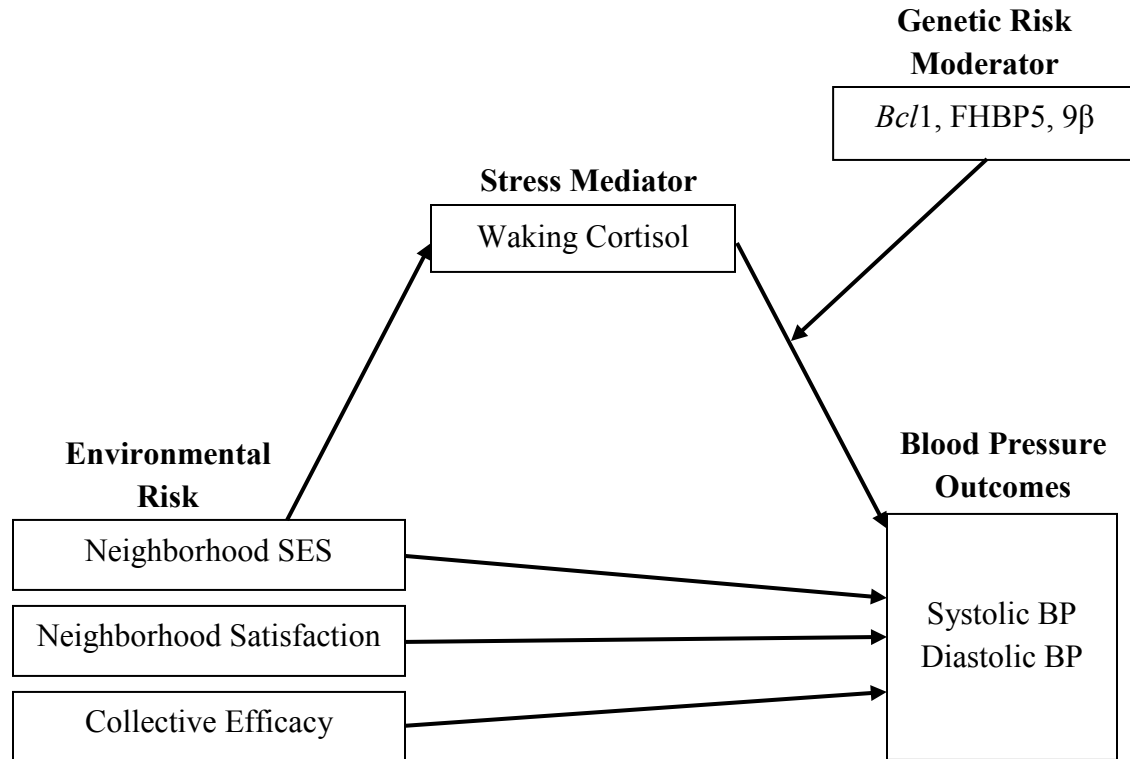 Genetic Risk
Moderator
Bcl1, FHBP5, 9β
Stress Mediator
Waking Cortisol
Environmental
Risk
Neighborhood SES
Neighborhood Satisfaction
Collective Efficacy
Blood Pressure
Outcomes
Systolic BP
Diastolic BP